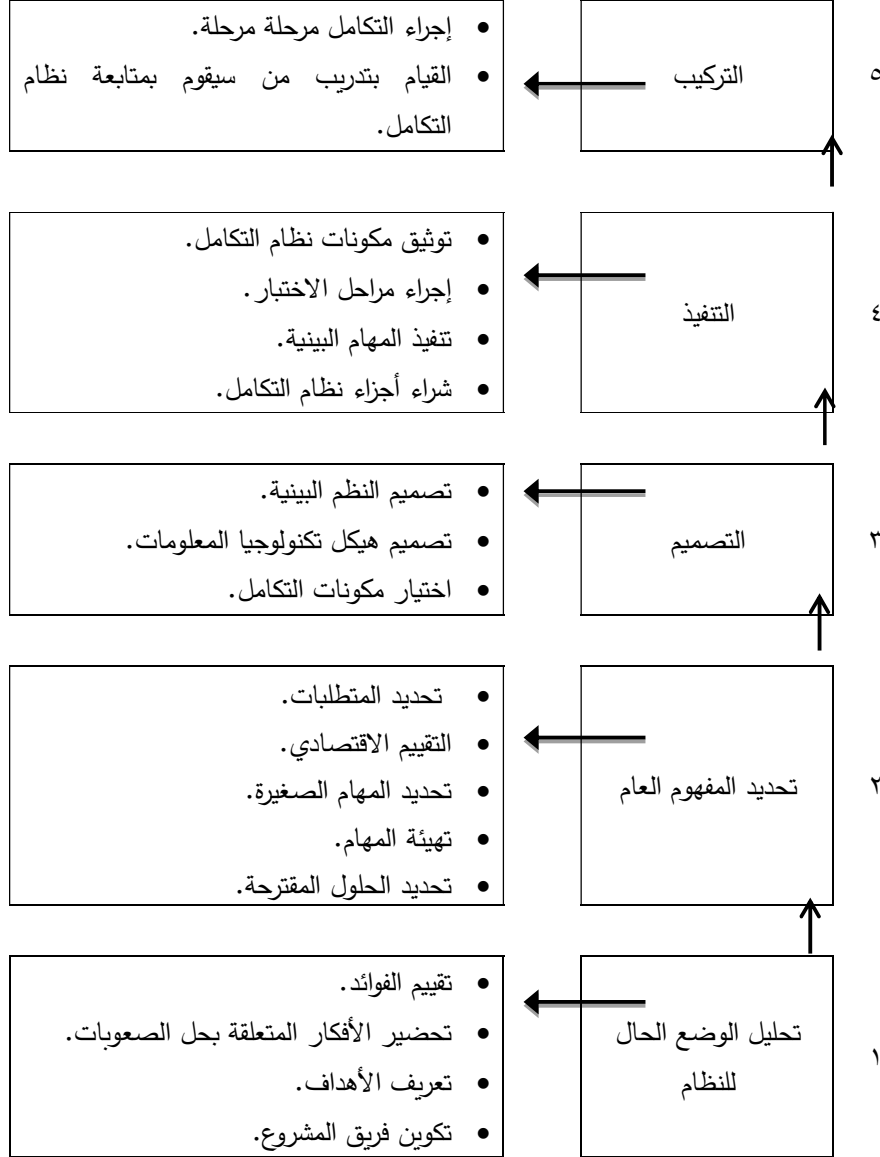 ٥
التركيب
• إجراء التكامل مرحلة مرحلة.
• القيام بتدريب من سيقوم بمتابعة نظام
التكامل.
٤
التنفيذ
• توثيق مكونات نظام التكامل.
• إجراء مراحل الاختبار.
• تنفيذ المهام البينية.
• شراء أجزاء نظام التكامل.
٣
التصميم
• تصميم النظم البينية.
• تصميم هيكل تكنولوجيا المعلومات.
• اختيار مكونات التكامل.
٢
تحديد المفهوم العام
• تحديد المتطلبات.
• التقييم الاقتصادي.
• تحديد المهام الصغيرة.
• تهيئة المهام.
• تحديد الحلول المقترحة.
١
تحليل الوضع الحال
للنظام
• تقييم الفوائد.
• تحضير الأفكار المتعلقة بحل الصعوبات.
• تعريف الأهداف.
• تكوين فريق المشروع.